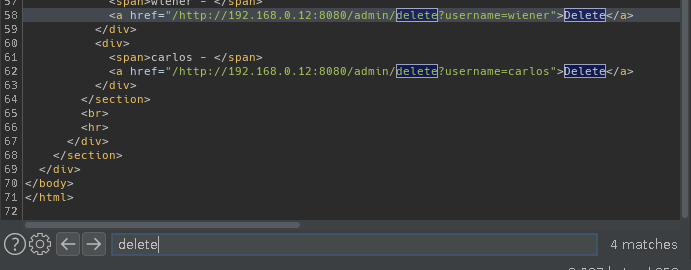 57 <span>wiener - </span>
58 <a href="/http://192.168.0.12:8080/admin/delete?username=wiener">Delete</a>
59 </div>
60 <div>
61 <span>carlos - </span>
62 <a href="/http://192.168.0.12:8080/admin/delete?username=carlos">Delete</a>
63 </div>
64 </section>
65 <br>
66 <hr>
67 </div>
68 </section>
69 </div>
70 </body>
71 </html>
72
delete
4 matches